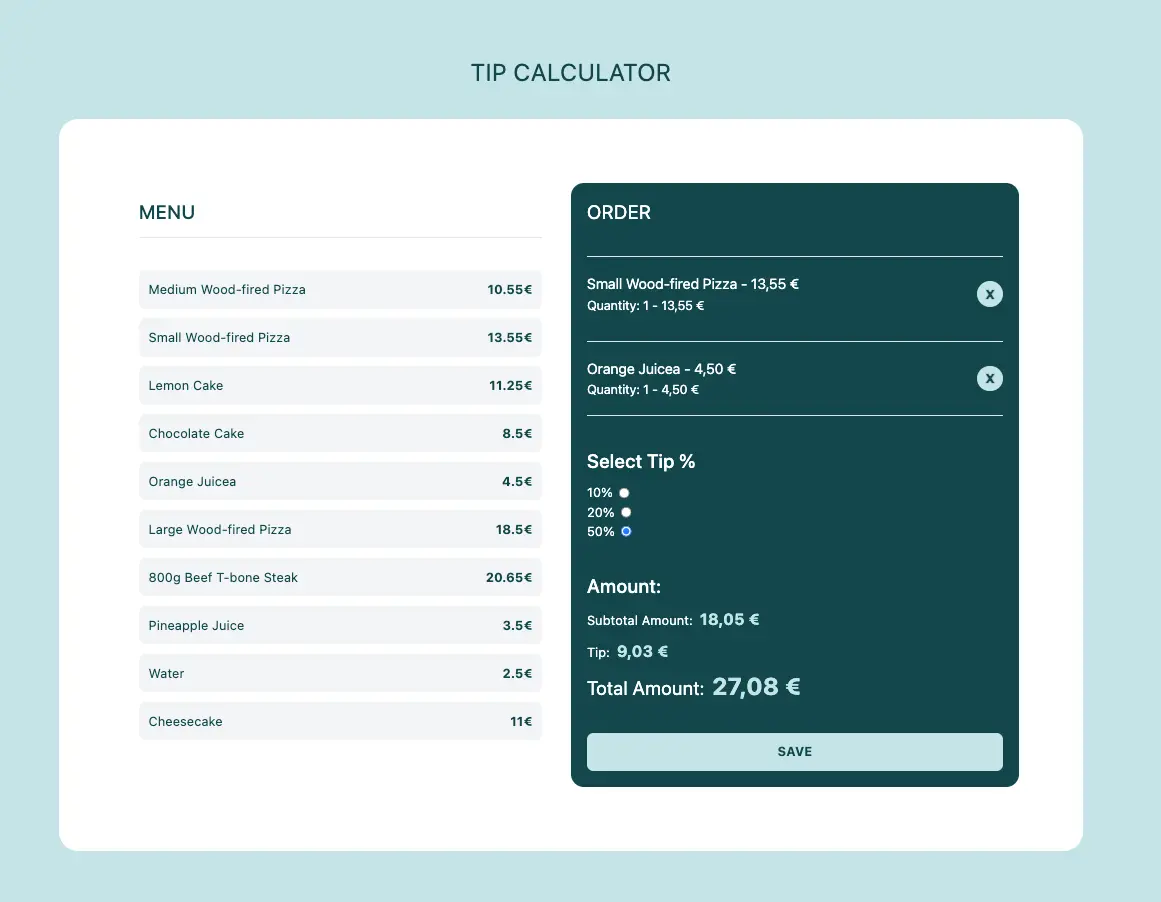 TIP CALCULATOR
MENU
Medium Wood-fired Pizza 10.55€
Small Wood-fired Pizza 13.55€
Lemon Cake 11.25€
Chocolate Cake 8.5€
Orange Juicea 4.5€
Large Wood-fired Pizza 18.5€
800g Beef T-bone Steak 20.65€
Pineapple Juice 3.5€
Water 2.5€
Cheesecake 11€
ORDER
Small Wood-fired Pizza - 13,55 €
Quantity: 1 - 13,55 €
X
Orange Juicea - 4,50 €
Quantity: 1 - 4,50 €
X
Select Tip %
10%
20%
50%
Amount:
Subtotal Amount: 18,05 €
Tip: 9,03 €
Total Amount: 27,08 €
SAVE